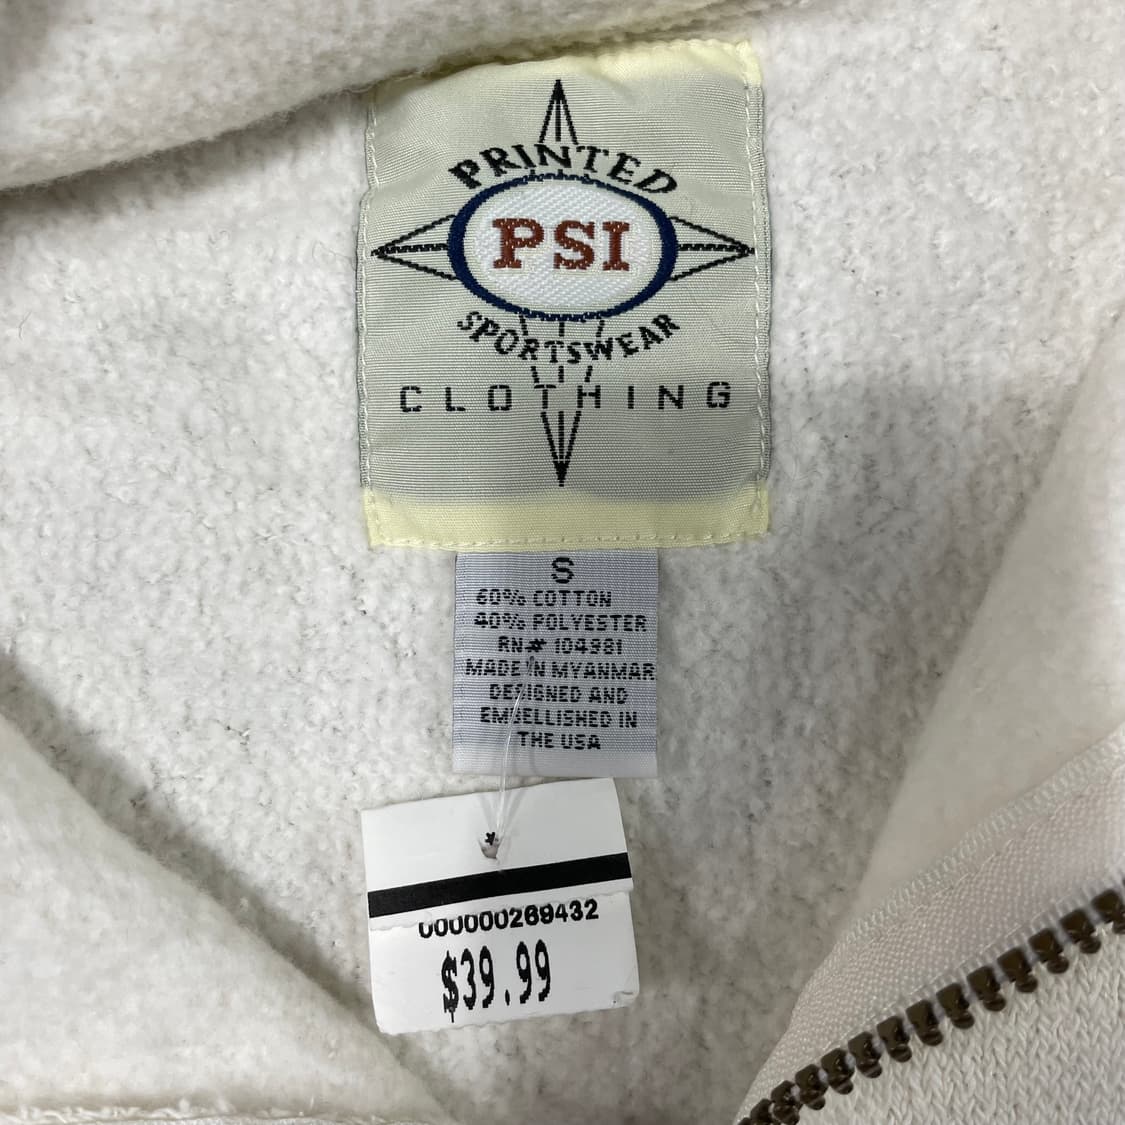 PRINTED
PSI
SPORTSWEAR
CLOTHING
S
60% COTTON
40% POLYESTER
RN# 104981
MADE IN MYANMAR
DESIGNED AND
EMBELLISHED IN
THE USA
000000269432
$39.99